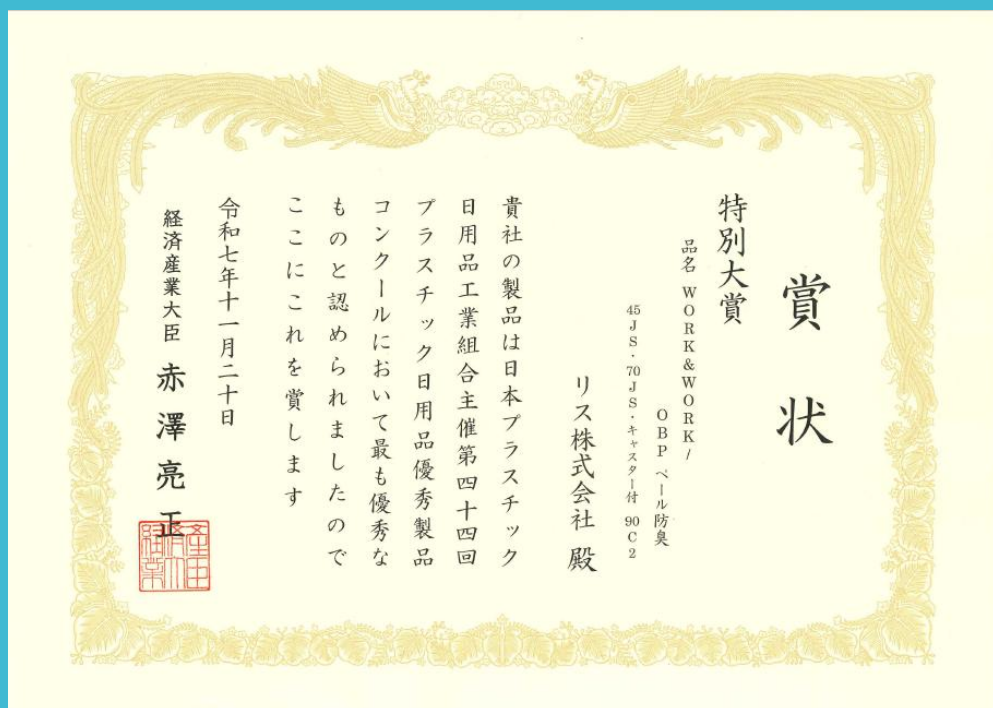 賞状
特別大賞
品名 WORK&WORK/
OBP ペール防臭
45JS・70JS・キャスター付 90C2
リス株式会社 殿
貴社の製品は日本プラスチック
日用品工業組合主催第四十四回
プラスチック日用品優秀製品
コンクールにおいて最も優秀な
ものと認められましたので
ここにこれを賞します
令和七年十一月二十日
経済産業大臣 赤澤亮正